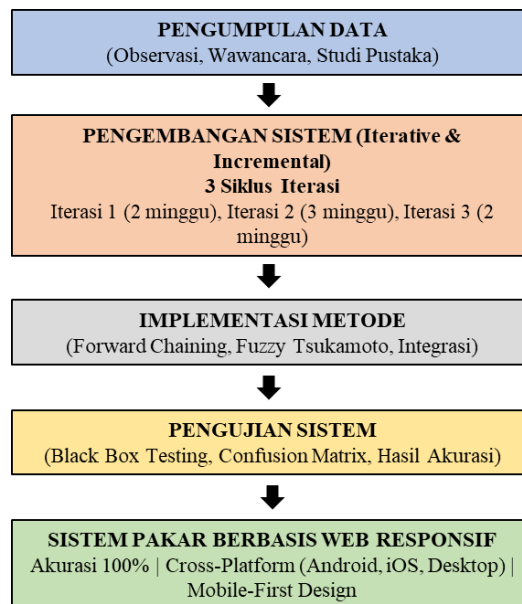 PENGUMPULAN DATA
(Observasi, Wawancara, Studi Pustaka)
PENGEMBANGAN SISTEM (Iterative &
Incremental)
3 Siklus Iterasi
Iterasi 1 (2 minggu), Iterasi 2 (3 minggu), Iterasi 3 (2
minggu)
IMPLEMENTASI METODE
(Forward Chaining, Fuzzy Tsukamoto, Integrasi)
PENGUJIAN SISTEM
(Black Box Testing, Confusion Matrix, Hasil Akurasi)
SISTEM PAKAR BERBASIS WEB RESPONSIF
Akurasi 100% | Cross-Platform (Android, iOS, Desktop) |
Mobile-First Design